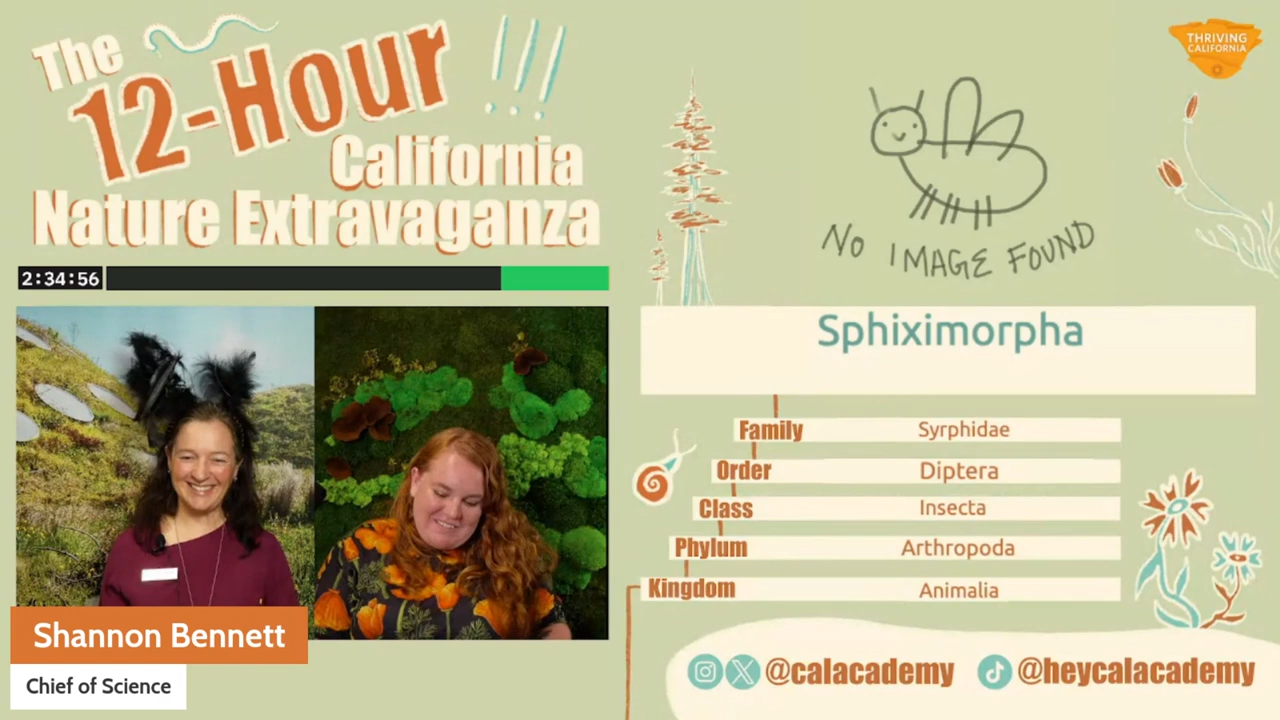 The
12-Hour
!!!
California
Nature Extravaganza
2:34:56
Shannon Bennett
Chief of Science
THRIVING
CALIFORNIA
NO IMAGE FOUND
Sphiximorpha
Family Syrphidae
Order Diptera
Class Insecta
Phylum Arthropoda
Kingdom Animalia
@calacademy @heycalacademy